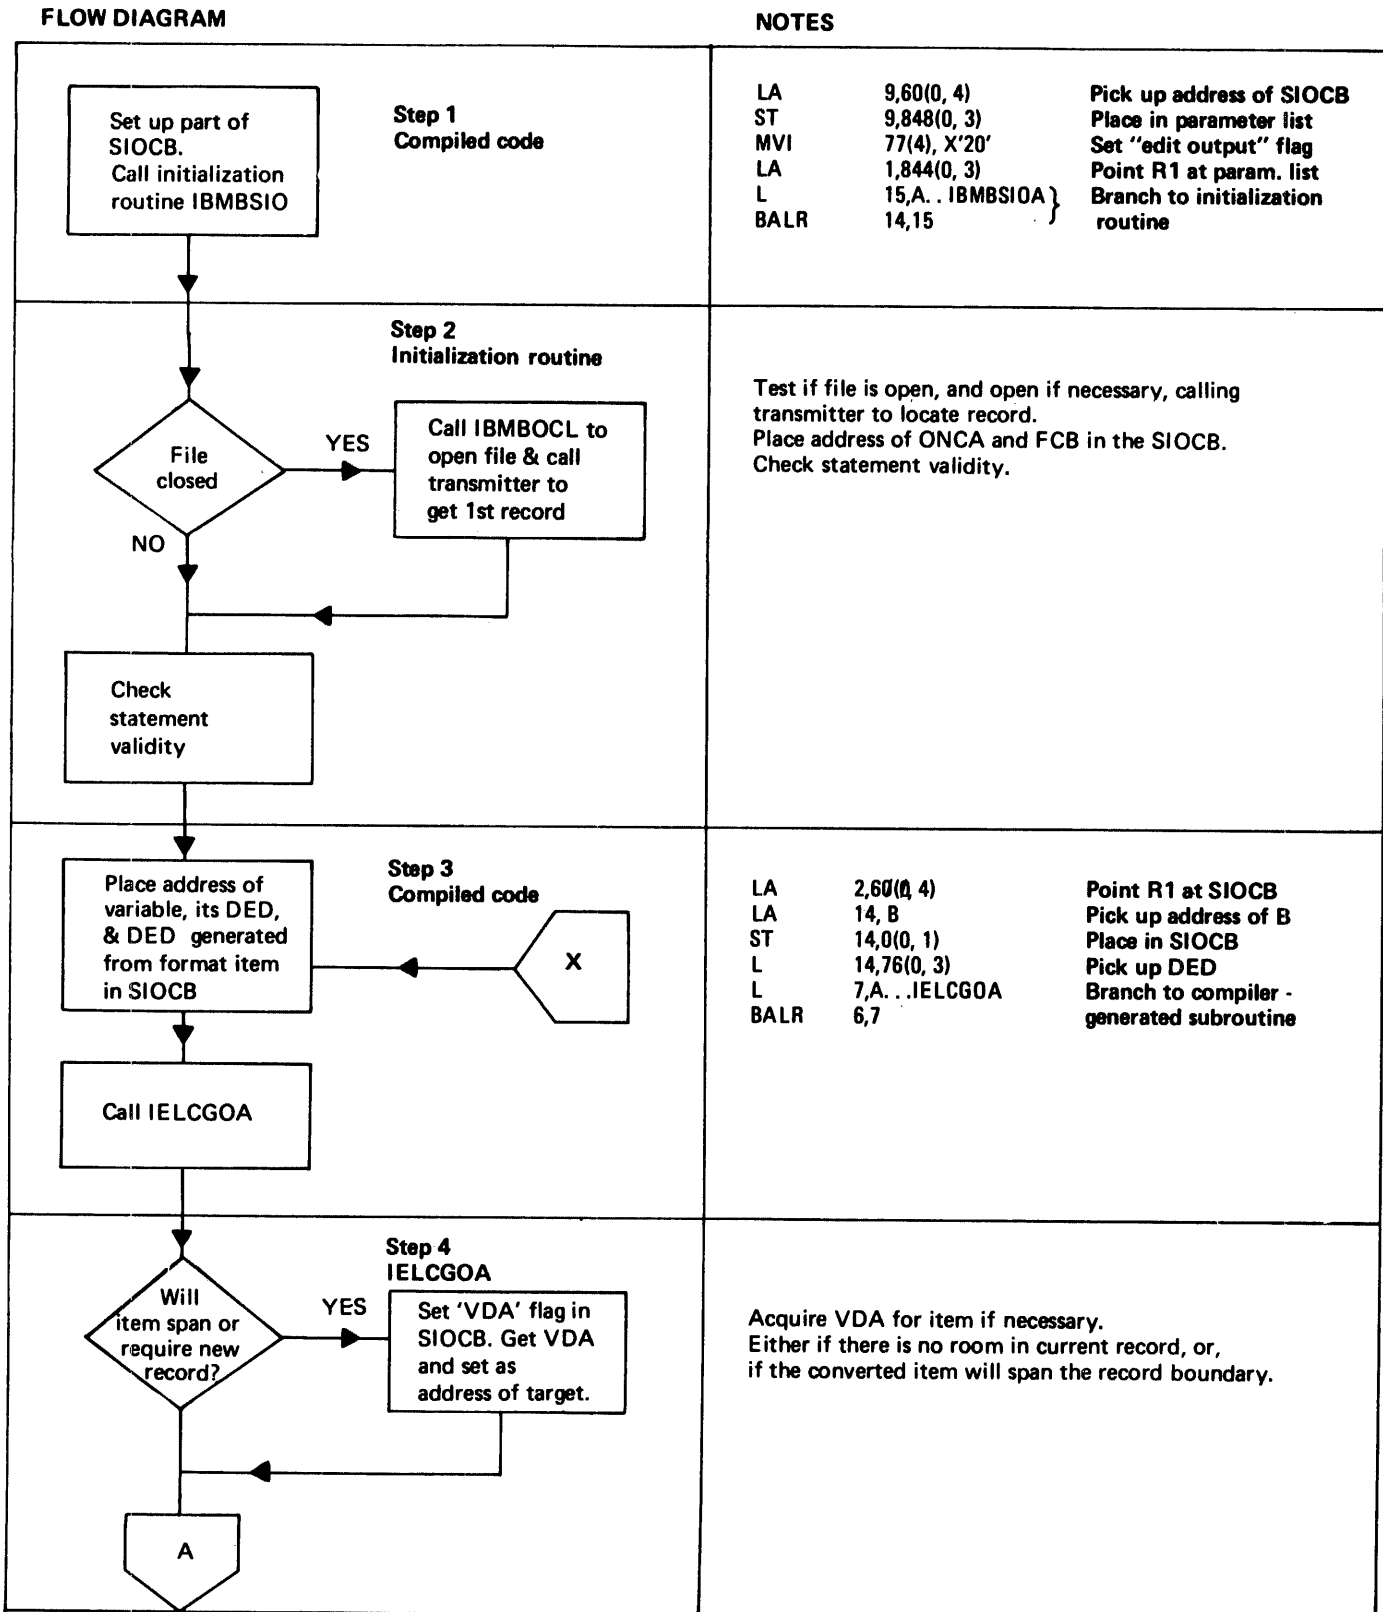 FLOW DIAGRAM
NOTES
Set up part of
SIOCB.
Call initialization
routine IBMBSIO
Step 1
Compiled code
LA 9,60(0, 4) Pick up address of SIOCB
ST 9,848(0, 3) Place in parameter list
MVI 77(4), X'20' Set "edit output" flag
LA 1,844(0, 3) Point R1 at param. list
L 15,A. . IBMBSIOA } Branch to initialization
BALR 14,15 routine
Step 2
Initialization routine
File
closed
YES
NO
Call IBMBOCL to
open file & call
transmitter to
get 1st record
Check
statement
validity
Test if file is open, and open if necessary, calling
transmitter to locate record.
Place address of ONCA and FCB in the SIOCB.
Check statement validity.
Step 3
Compiled code
Place address of
variable, its DED,
& DED generated
from format item
in SIOCB
X
Call IELCGOA
LA 2,60(0, 4) Point R1 at SIOCB
LA 14, B Pick up address of B
ST 14,0(0, 1) Place in SIOCB
L 14,76(0, 3) Pick up DED
L 7,A. . .IELCGOA Branch to compiler -
BALR 6,7 generated subroutine
Step 4
IELCGOA
Will
item span or
require new
record?
YES
Set 'VDA' flag in
SIOCB. Get VDA
and set as
address of target.
A
Acquire VDA for item if necessary.
Either if there is no room in current record, or,
if the converted item will span the record boundary.